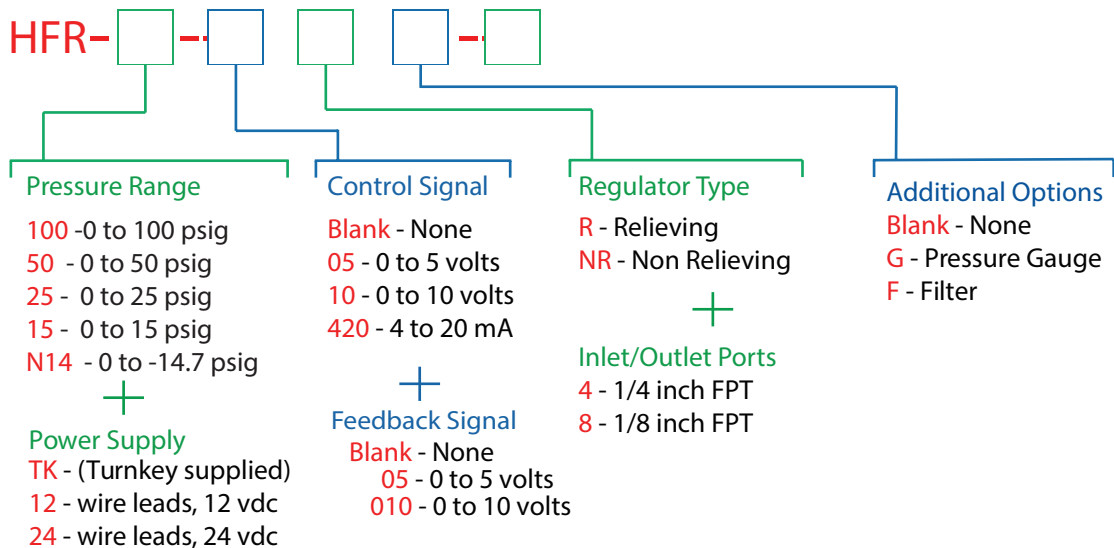 HFR-
Pressure Range
100 -0 to 100 psig
50 - 0 to 50 psig
25 - 0 to 25 psig
15 - 0 to 15 psig
N14 - 0 to -14.7 psig
+
Power Supply
TK - (Turnkey supplied)
12 - wire leads, 12 vdc
24 - wire leads, 24 vdc
Control Signal
Blank - None
05 - 0 to 5 volts
10 - 0 to 10 volts
420 - 4 to 20 mA
+
Feedback Signal
Blank - None
05 - 0 to 5 volts
010 - 0 to 10 volts
Regulator Type
R - Relieving
NR - Non Relieving
+
Inlet/Outlet Ports
4 - 1/4 inch FPT
8 - 1/8 inch FPT
Additional Options
Blank - None
G - Pressure Gauge
F - Filter